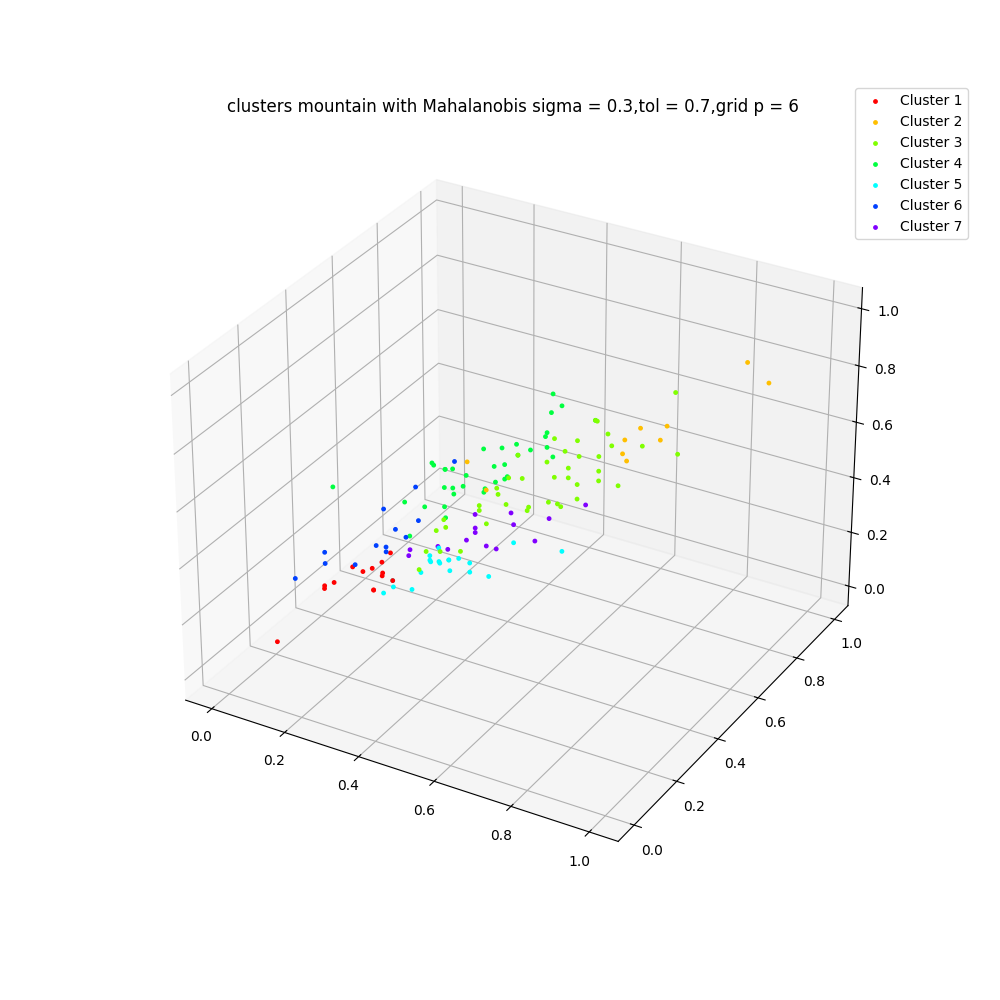 clusters mountain with Mahalanobis sigma = 0.3,tol = 0.7,grid p = 6
Cluster 1
Cluster 2
Cluster 3
Cluster 4
Cluster 5
Cluster 6
Cluster 7
1.0
0.8
0.6
0.4
0.2
0.0
1.0
0.8
0.6
0.4
0.2
0.0
0.0
0.2
0.4
0.6
0.8
1.0